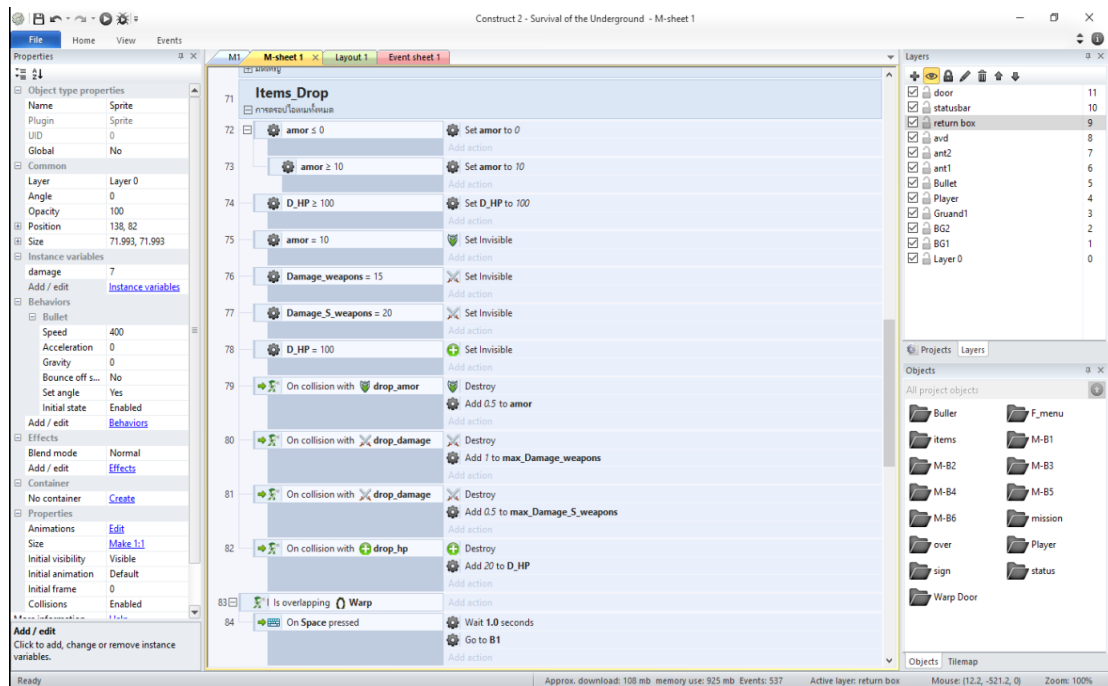 Construct 2 - Survival of the Underground - M-sheet 1
File Home View Events
Properties
Object type properties
Name Sprite
Plugin Sprite
UID 0
Global No
Common
Layer Layer 0
Angle 0
Opacity 100
Position 138, 82
Size 71.993, 71.993
Instance variables
damage 7
Add / edit Instance variables
Behaviors
Bullet
Speed 400
Acceleration 0
Gravity 0
Bounce off s... No
Set angle Yes
Initial state Enabled
Add / edit Behaviors
Effects
Blend mode Normal
Add / edit Effects
Container
No container Create
Properties
Animations Edit
Size Make 1:1
Initial visibility Visible
Initial animation Default
Initial frame 0
Collisions Enabled
More information Help
Add / edit
Click to add, change or remove instance
variables.
M1 M-sheet 1 Layout 1 Event sheet 1
71 Items_Drop
การดรอปไอเทมทั้งหมด
72 amor ≤ 0 Set amor to 0
Add action
73 amor ≥ 10 Set amor to 10
Add action
74 D_HP ≥ 100 Set D_HP to 100
Add action
75 amor = 10 Set Invisible
Add action
76 Damage_weapons = 15 Set Invisible
Add action
77 Damage_S_weapons = 20 Set Invisible
Add action
78 D_HP = 100 Set Invisible
Add action
79 On collision with drop_amor Destroy
Add 0.5 to amor
Add action
80 On collision with drop_damage Destroy
Add 1 to max_Damage_weapons
Add action
81 On collision with drop_damage Destroy
Add 0.5 to max_Damage_S_weapons
Add action
82 On collision with drop_hp Destroy
Add 20 to D_HP
Add action
83 Is overlapping Warp Add action
84 On Space pressed Wait 1.0 seconds
Go to B1
Add action
Layers
door 11
statusbar 10
return box 9
avd 8
ant2 7
ant1 6
Bullet 5
Player 4
Gruand1 3
BG2 2
BG1 1
Layer 0 0
Projects Layers
Objects
All project objects
Buller F_menu
items M-B1
M-B2 M-B3
M-B4 M-B5
M-B6 mission
over Player
sign status
Warp Door
Objects Tilemap
Ready Approx. download: 108 mb memory use: 925 mb Events: 537 Active layer: return box Mouse: (12.2, -521.2, 0) Zoom: 100%